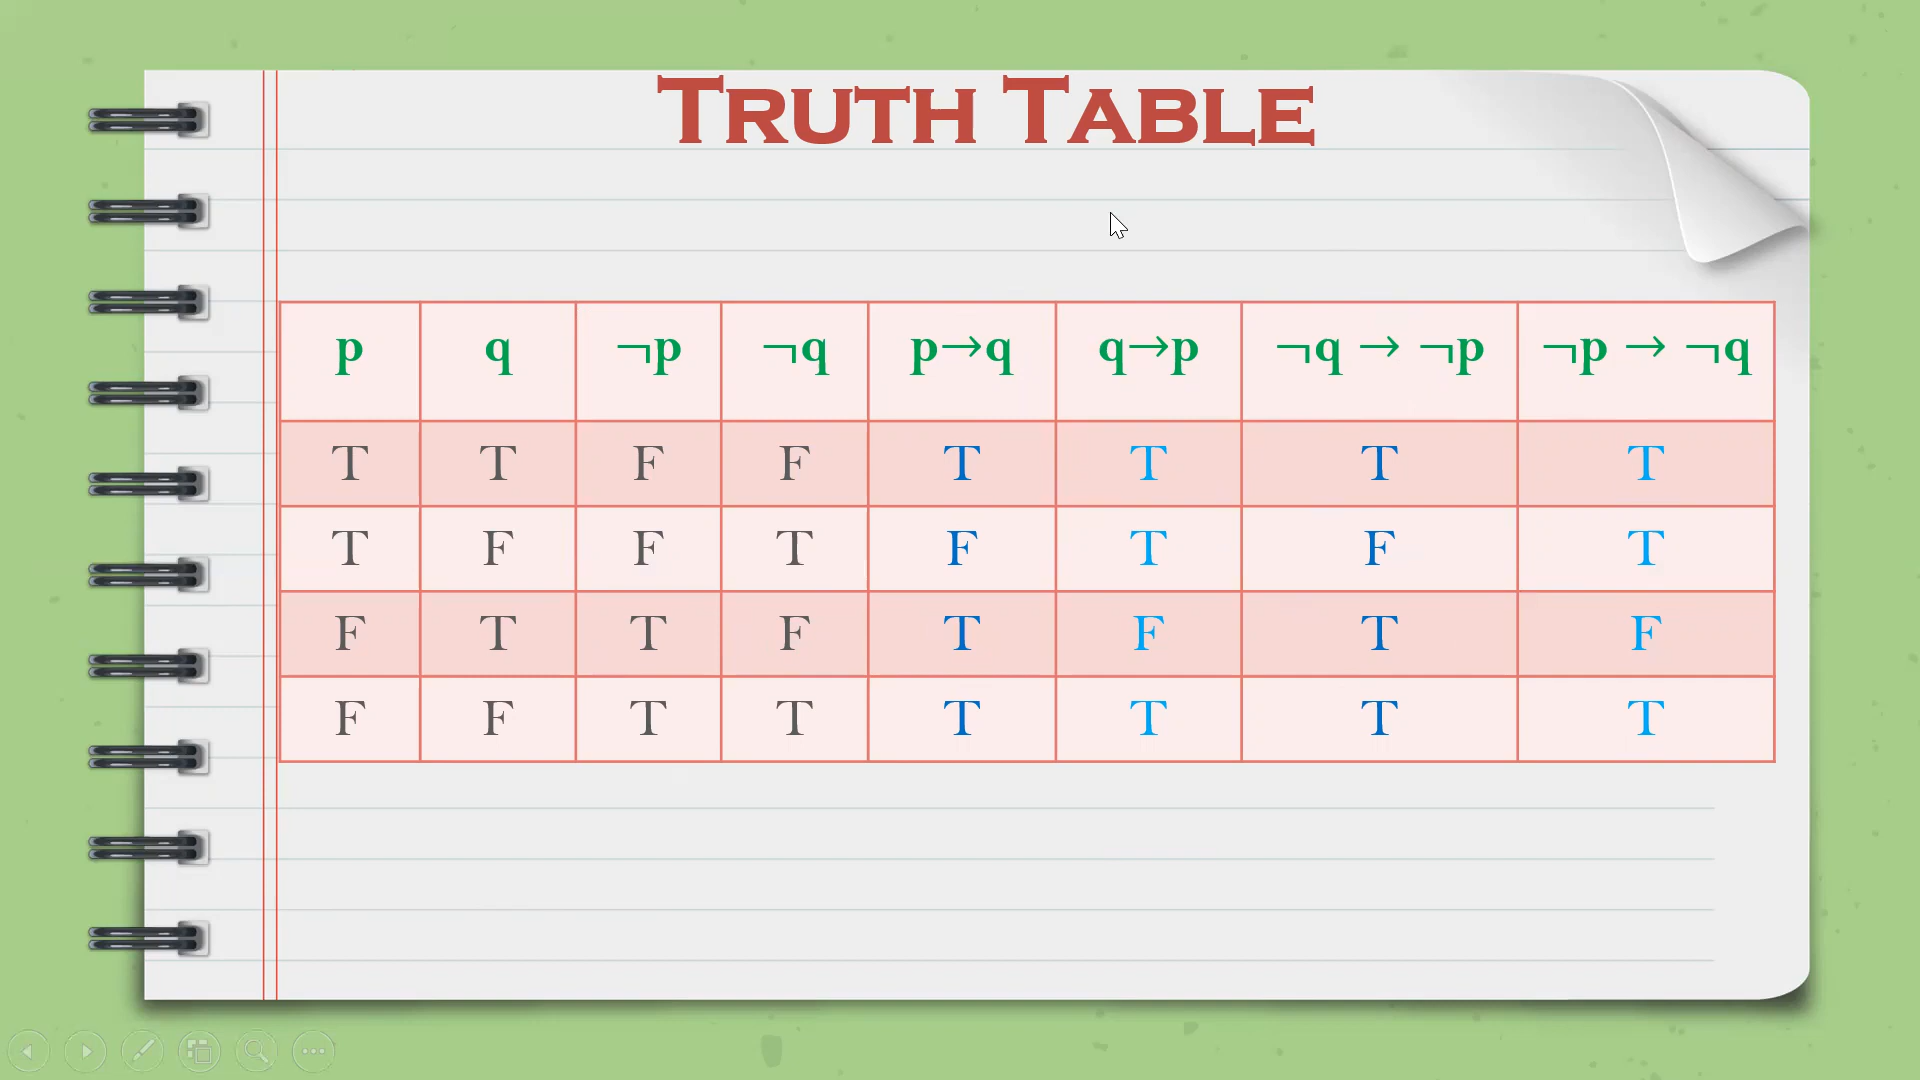 TRUTH TABLE
p q ¬p ¬q p→q q→p ¬q → ¬p ¬p → ¬q
T T F F T T T T
T F F T F T F T
F T T F T F T F
F F T T T T T T